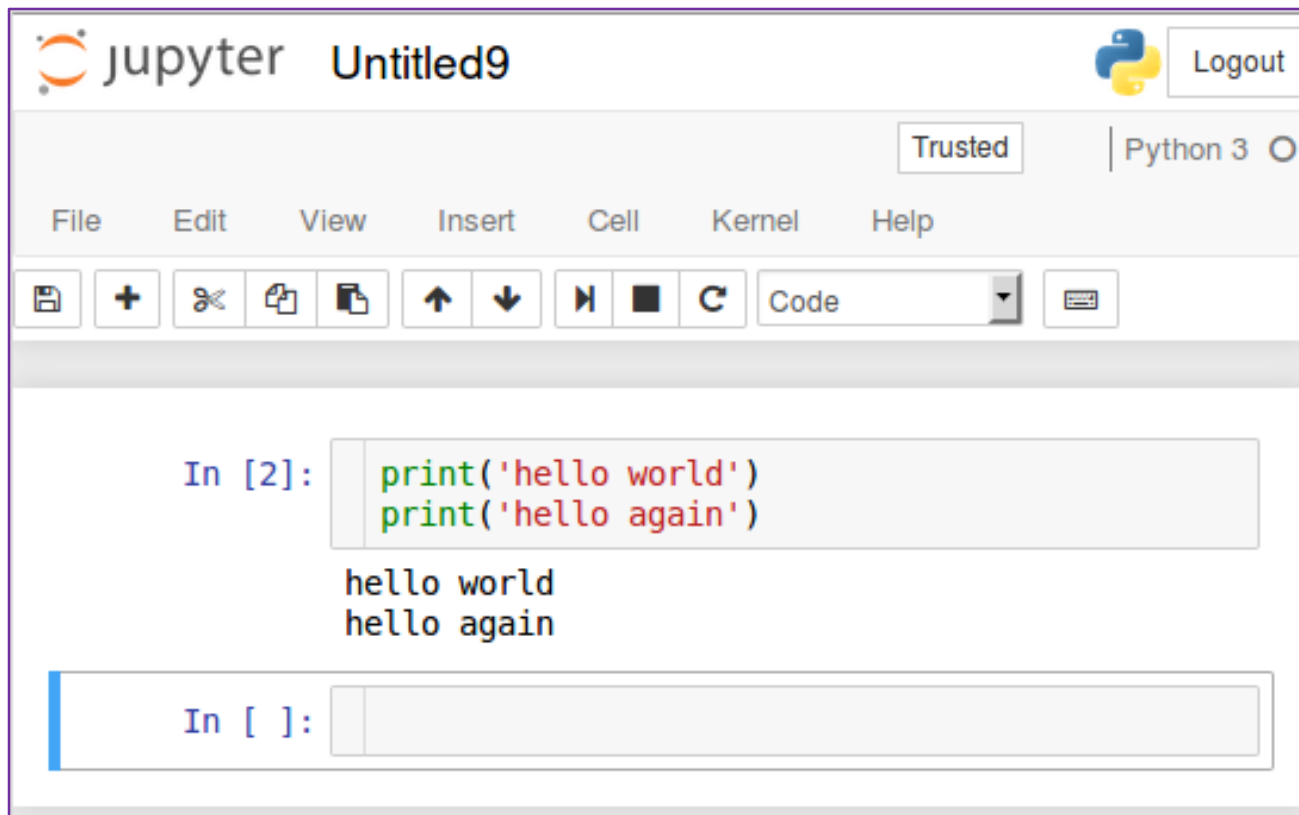 jupyter Untitled9 Logout
Trusted Python 3
File Edit View Insert Cell Kernel Help
Code
In [2]: print('hello world')
print('hello again')
hello world
hello again
In [ ]: